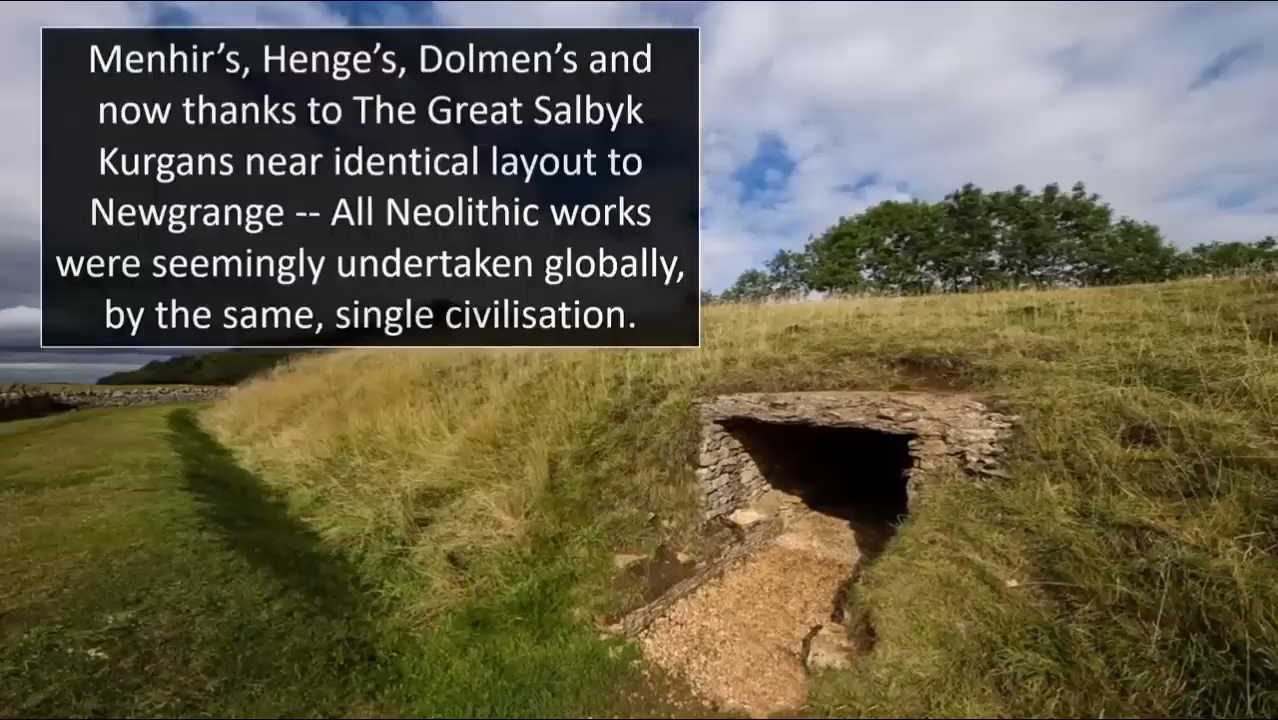 Menhir’s, Henge’s, Dolmen’s and
now thanks to The Great Salbyk
Kurgans near identical layout to
Newgrange -- All Neolithic works
were seemingly undertaken globally,
by the same, single civilisation.